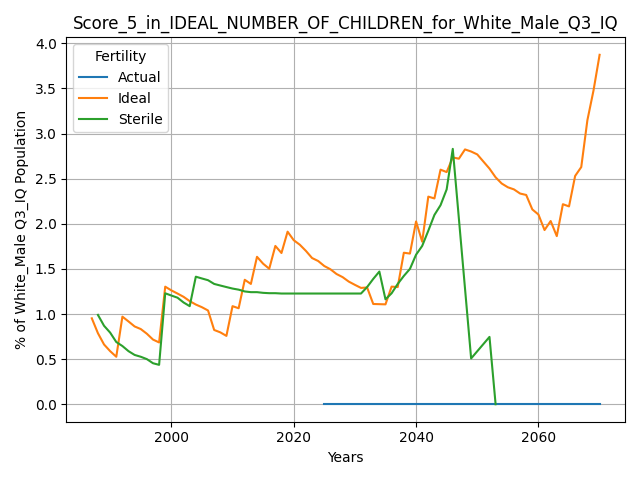 Score_5_in_IDEAL_NUMBER_OF_CHILDREN_for_White_Male_Q3_IQ
Fertility
Actual
Ideal
Sterile
4.0
3.5
3.0
2.5
2.0
1.5
1.0
0.5
0.0
% of White_Male Q3_IQ Population
2000
2020
2040
2060
Years